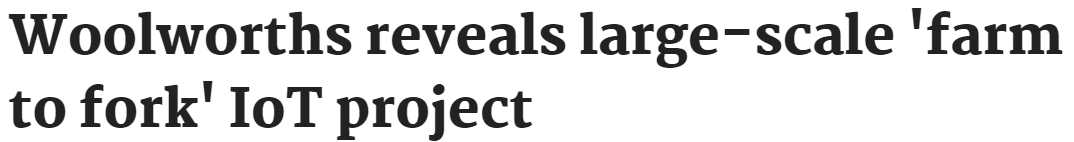 Woolworths reveals large-scale 'farm
to fork' IoT project